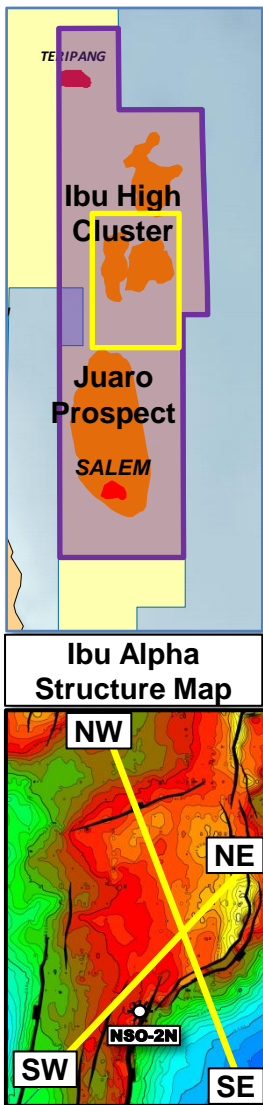 TERIPANG
Ibu High
Cluster
Juaro
Prospect
SALEM
Ibu Alpha
Structure Map
NW
NE
NSO-2N
SW
SE